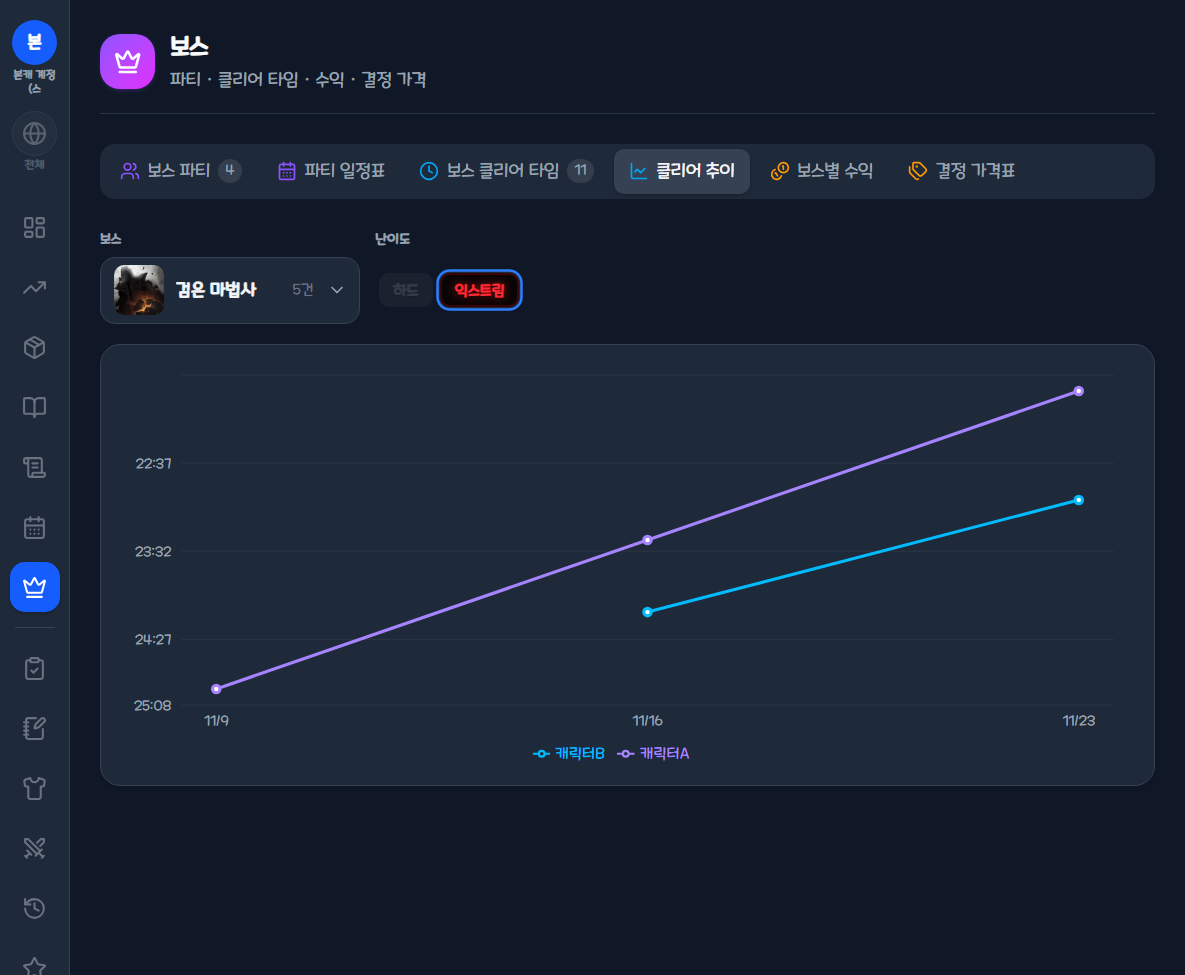 본
본캐 계정
(스
전체
보스
파티 · 클리어 타임 · 수익 · 결정 가격
보스 파티 4
파티 일정표
보스 클리어 타임 11
클리어 추이
보스별 수익
결정 가격표
보스
난이도
검은 마법사 5건
하드
익스트림
22:37
23:32
24:27
25:08
11/9
11/16
11/23
캐릭터B
캐릭터A